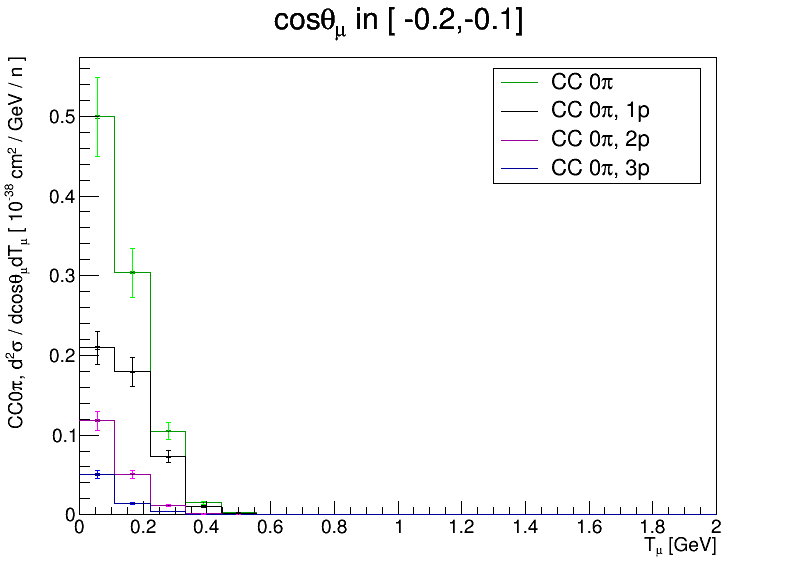 cosθμ in [ -0.2,-0.1]
CC0π, d²σ / dcosθμdTμ [ 10⁻³⁸ cm² / GeV / n ]
CC 0π
CC 0π, 1p
CC 0π, 2p
CC 0π, 3p
0.5
0.4
0.3
0.2
0.1
0
0 0.2 0.4 0.6 0.8 1 1.2 1.4 1.6 1.8 2
Tμ [GeV]